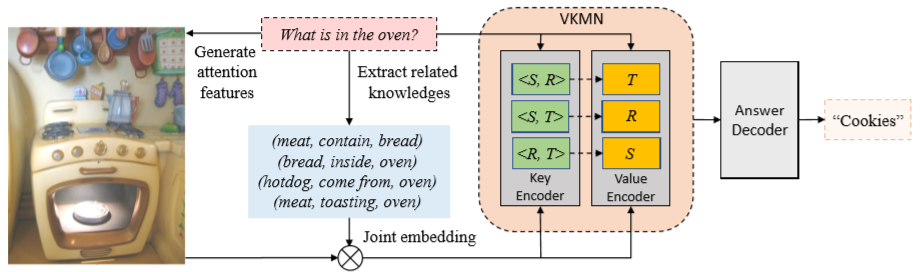 VKMN
What is in the oven?
Generate
attention
features
Extract related
knowledges
(meat, contain, bread)
(bread, inside, oven)
(hotdog, come from, oven)
(meat, toasting, oven)
Joint embedding
<S, R>
T
<S, T>
R
<R, T>
S
Key
Encoder
Value
Encoder
Answer
Decoder
“Cookies”